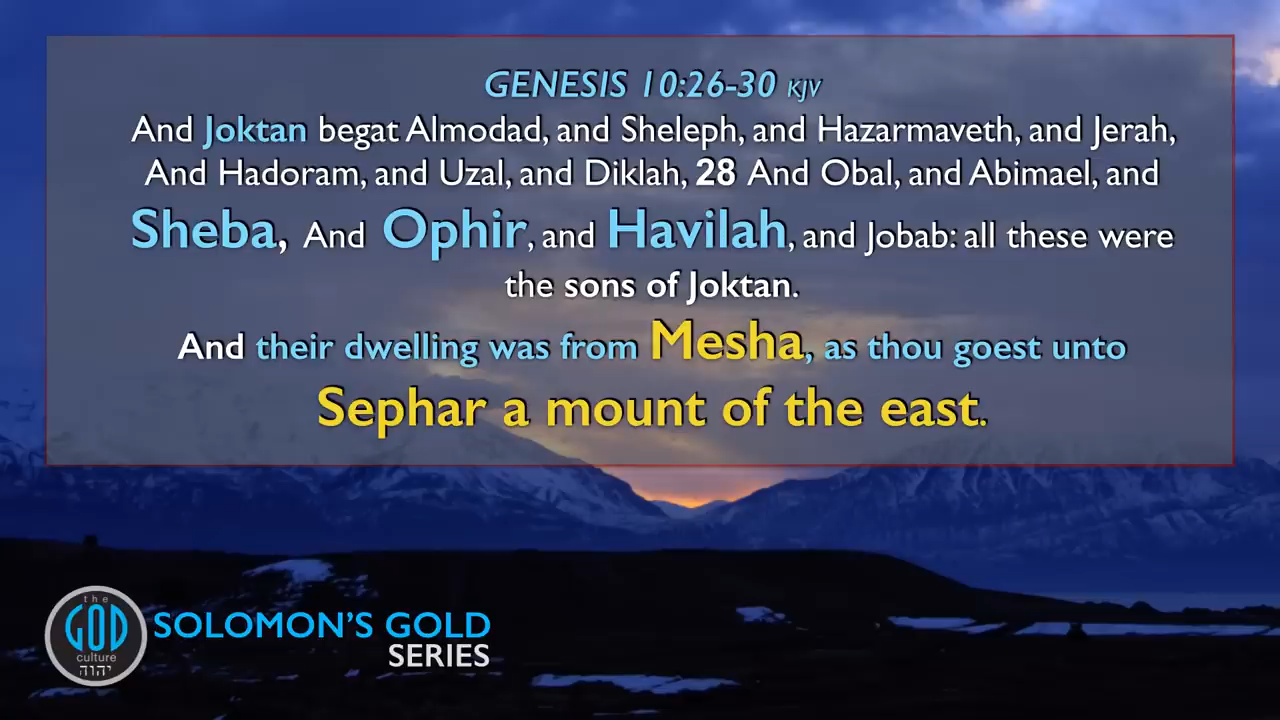 GENESIS 10:26-30 KJV
And Joktan begat Almodad, and Sheleph, and Hazarmaveth, and Jerah,
And Hadoram, and Uzal, and Diklah, 28 And Obal, and Abimael, and
Sheba, And Ophir, and Havilah, and Jobab: all these were
the sons of Joktan.
And their dwelling was from Mesha, as thou goest unto
Sephar a mount of the east.
the
GOD
culture
יהוה
SOLOMON'S GOLD
SERIES